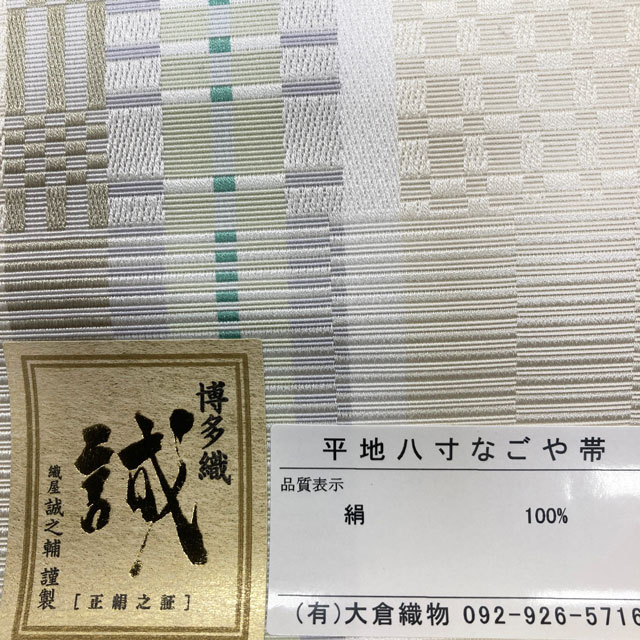 博多織
誠
織屋 誠之輔 謹製
[正絹之証]
平地八寸なごや帯
品質表示
絹 100%
(有)大倉織物 092-926-5716